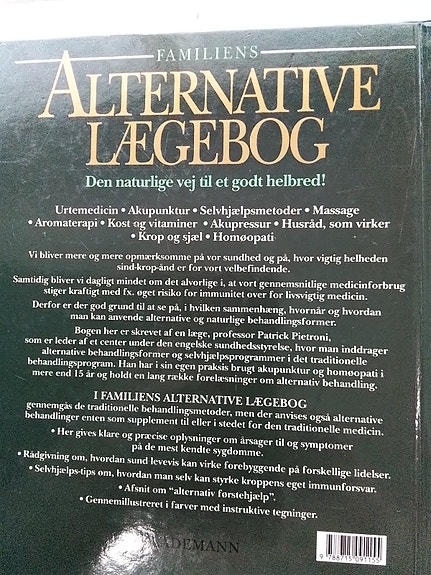 FAMILIENS
ALTERNATIVE
LÆGEBOG
Den naturlige vej til et godt helbred!
Urtemedicin • Akupunktur • Selvhjælpsmetoder • Massage
• Aromaterapi • Kost og vitaminer • Akupressur • Husråd, som virker
• Krop og sjæl • Homøopati
Vi bliver mere og mere opmærksomme på vor sundhed og på, hvor vigtig helheden
sind-krop-ånd er for vort velbefindende.
Samtidig bliver vi dagligt mindet om det alvorlige i, at vort gennemsnitlige medicinforbrug
stiger kraftigt med fx. øget risiko for immunitet over for livsvigtig medicin.
Derfor er der god grund til at se på, i hvilken sammenhæng, hvornår og hvordan
man kan anvende alternative og naturlige behandlingsformer.
Bogen her er skrevet af en læge, professor Patrick Pietroni,
som er leder af et center under den engelske sundhedsstyrelse, hvor man inddrager
alternative behandlingsformer og selvhjælpsprogrammer i det traditionelle
behandlingsprogram. Han har i sin egen praksis brugt akupunktur og homøopati i
mere end 15 år og holdt en lang række forelæsninger om alternativ behandling.
I FAMILIENS ALTERNATIVE LÆGEBOG
gennemgås de traditionelle behandlingsmetoder, men der anvises også alternative
behandlinger enten som supplement til eller i stedet for den traditionelle medicin.
• Her gives klare og præcise oplysninger om årsager til og symptomer
på de mest kendte sygdomme.
• Rådgivning om, hvordan sund levevis kan virke forebyggende på forskellige lidelser.
• Selvhjælps-tips om, hvordan man selv kan styrke kroppens eget immunforsvar.
• Afsnit om "alternativ førstehjælp".
• Gennemillustreret i farver med instruktive tegninger.
ADEMANN
9 788715 091155